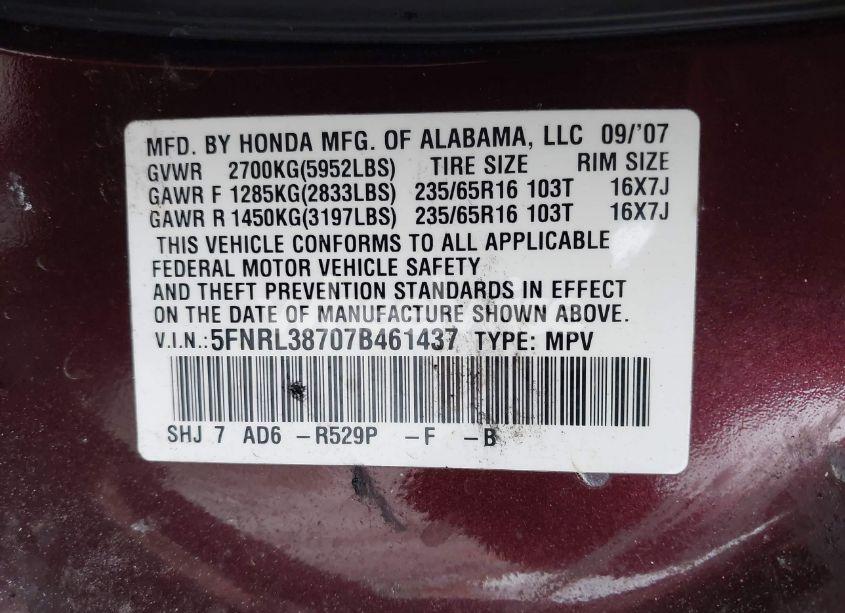 MFD. BY HONDA MFG. OF ALABAMA, LLC 09/'07
GVWR 2700KG(5952LBS) TIRE SIZE RIM SIZE
GAWR F 1285KG(2833LBS) 235/65R16 103T 16X7J
GAWR R 1450KG(3197LBS) 235/65R16 103T 16X7J
THIS VEHICLE CONFORMS TO ALL APPLICABLE
FEDERAL MOTOR VEHICLE SAFETY
AND THEFT PREVENTION STANDARDS IN EFFECT
ON THE DATE OF MANUFACTURE SHOWN ABOVE.
V.I.N.:5FNRL38707B461437 TYPE: MPV
SHJ 7 AD6 -R529P -F -B